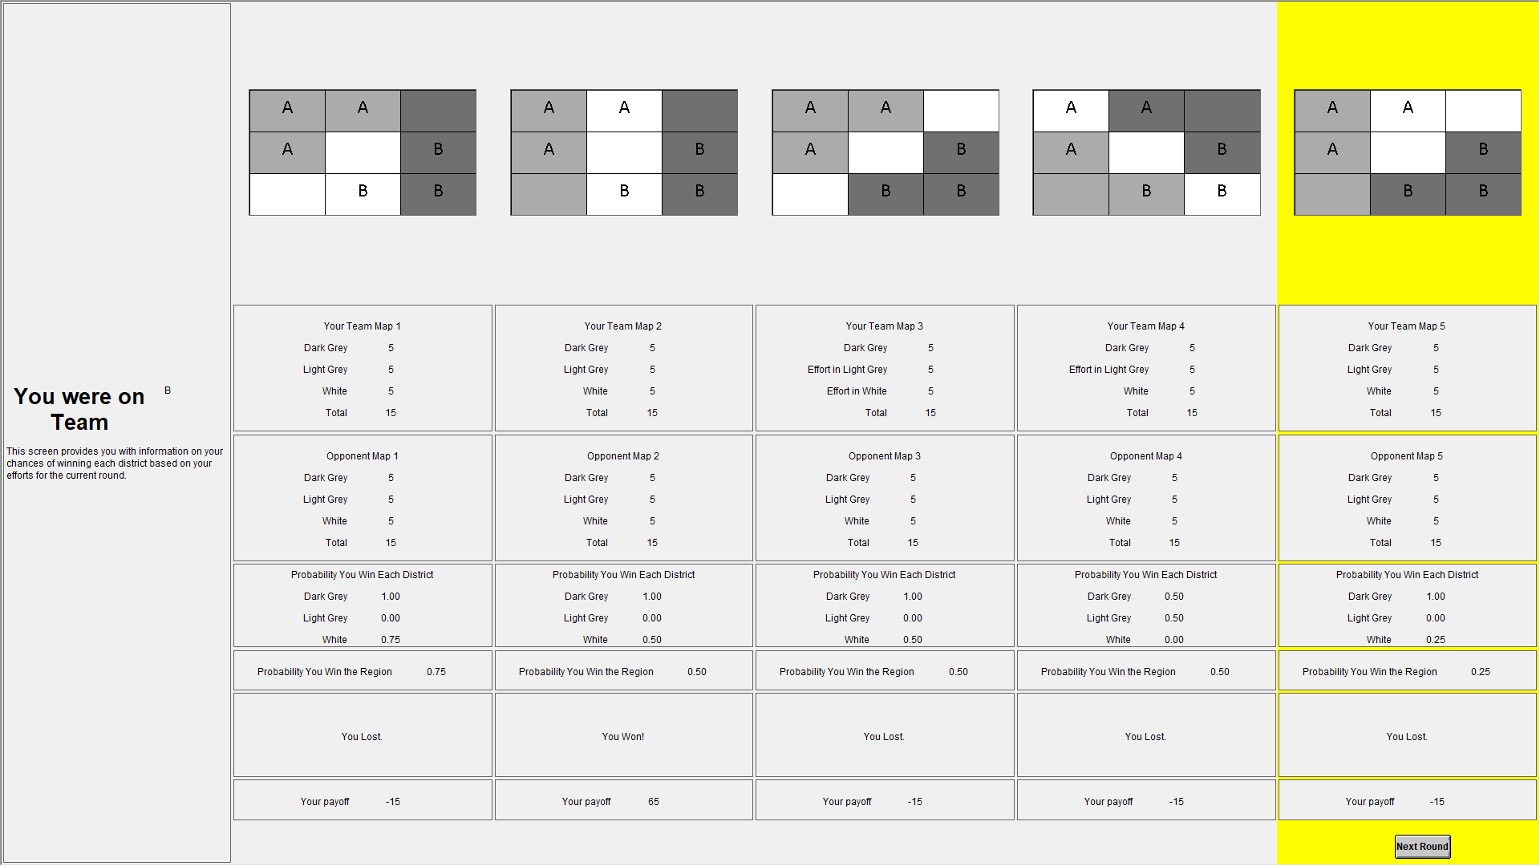 You were on Team B
This screen provides you with information on your
chances of winning each district based on your
efforts for the current round.
A A
A B
B B
A A
A B
B B
A A
A B
B B
A A
A B
B B
A A
A B
B B
Your Team Map 1
Dark Grey 5
Light Grey 5
White 5
Total 15
Opponent Map 1
Dark Grey 5
Light Grey 5
White 5
Total 15
Probability You Win Each District
Dark Grey 1.00
Light Grey 0.00
White 0.75
Probability You Win the Region 0.75
You Lost.
Your payoff -15
Your Team Map 2
Dark Grey 5
Light Grey 5
White 5
Total 15
Opponent Map 2
Dark Grey 5
Light Grey 5
White 5
Total 15
Probability You Win Each District
Dark Grey 1.00
Light Grey 0.00
White 0.50
Probability You Win the Region 0.50
You Won!
Your payoff 65
Your Team Map 3
Dark Grey 5
Effort in Light Grey 5
Effort in White 5
Total 15
Opponent Map 3
Dark Grey 5
Light Grey 5
White 5
Total 15
Probability You Win Each District
Dark Grey 1.00
Light Grey 0.00
White 0.50
Probability You Win the Region 0.50
You Lost.
Your payoff -15
Your Team Map 4
Dark Grey 5
Effort in Light Grey 5
White 5
Total 15
Opponent Map 4
Dark Grey 5
Light Grey 5
White 5
Total 15
Probability You Win Each District
Dark Grey 0.50
Light Grey 0.50
White 0.00
Probability You Win the Region 0.50
You Lost.
Your payoff -15
Your Team Map 5
Dark Grey 5
Light Grey 5
White 5
Total 15
Opponent Map 5
Dark Grey 5
Light Grey 5
White 5
Total 15
Probability You Win Each District
Dark Grey 1.00
Light Grey 0.00
White 0.25
Probability You Win the Region 0.25
You Lost.
Your payoff -15
Next Round